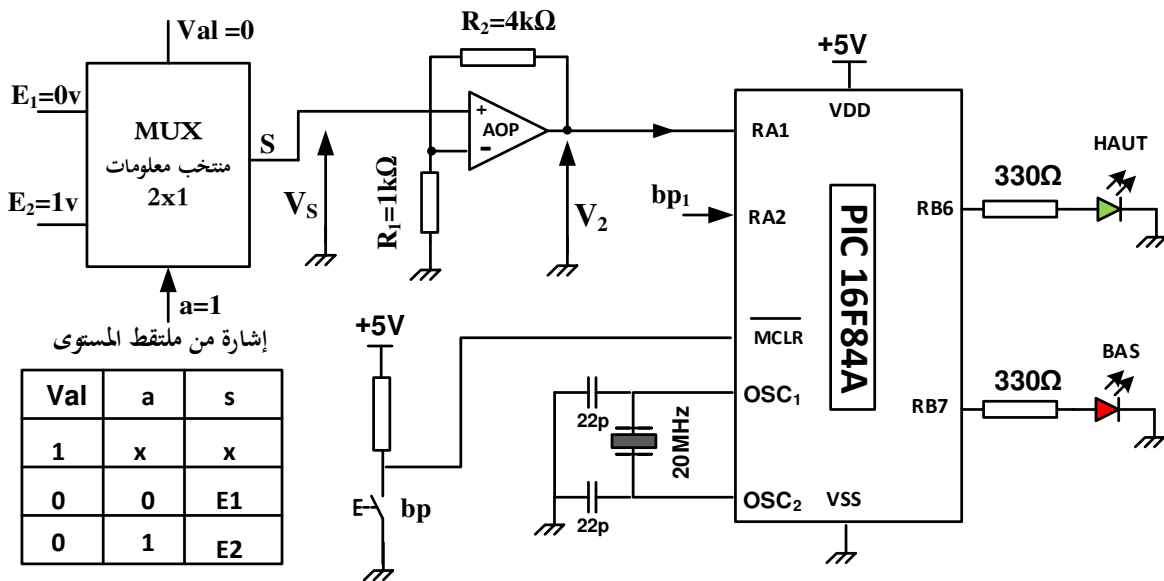 Val =0
E₁=0v
E₂=1v
MUX
منتخب معلومات
2x1
S
a=1
إشارة من ملتقط المستوى
V_S
R₂=4kΩ
R₁=1kΩ
+
-
AOP
V₂
bp₁
+5V
bp
22p
22p
20MHz
+5V
VDD
RA1
RA2
M̅C̅L̅R̅
OSC₁
OSC₂
VSS
PIC 16F84A
RB6
RB7
330Ω
HAUT
330Ω
BAS
Val a s
1 x x
0 0 E1
0 1 E2